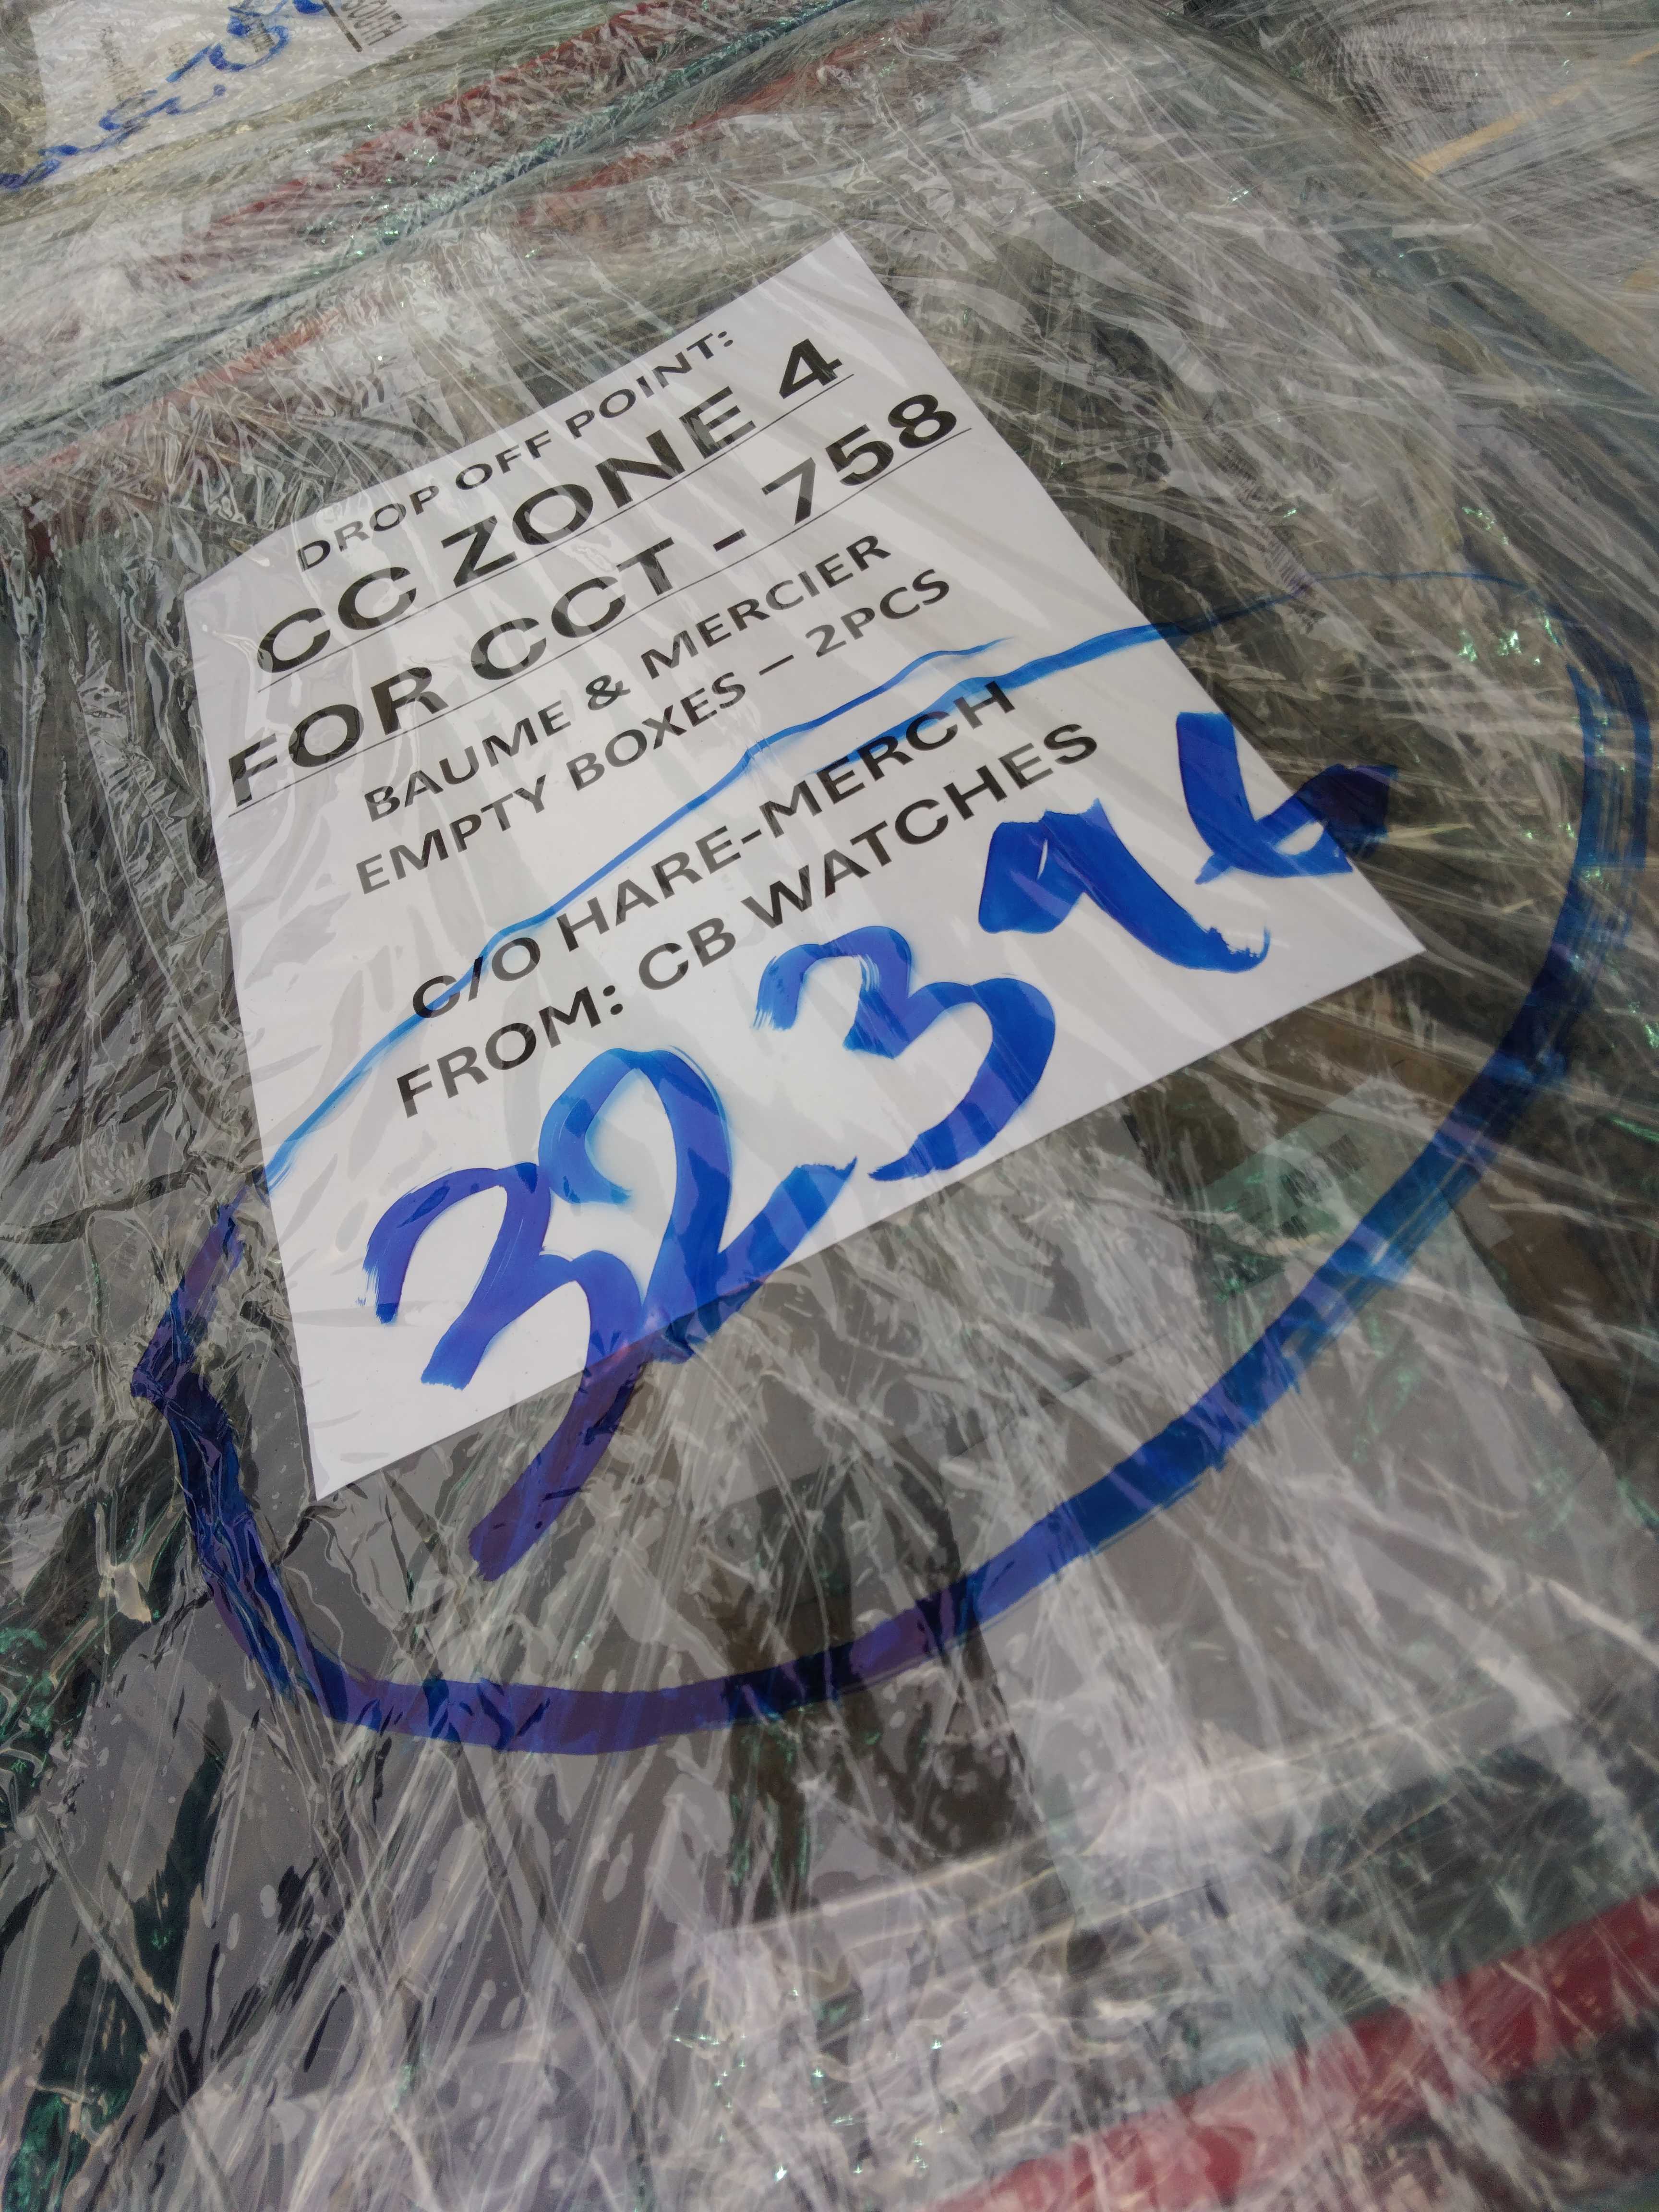 DROP OFF POINT:
CC ZONE 4
FOR CCT - 758
BAUME & MERCIER
EMPTY BOXES – 2PCS
C/O HARE-MERCH
FROM: CB WATCHES